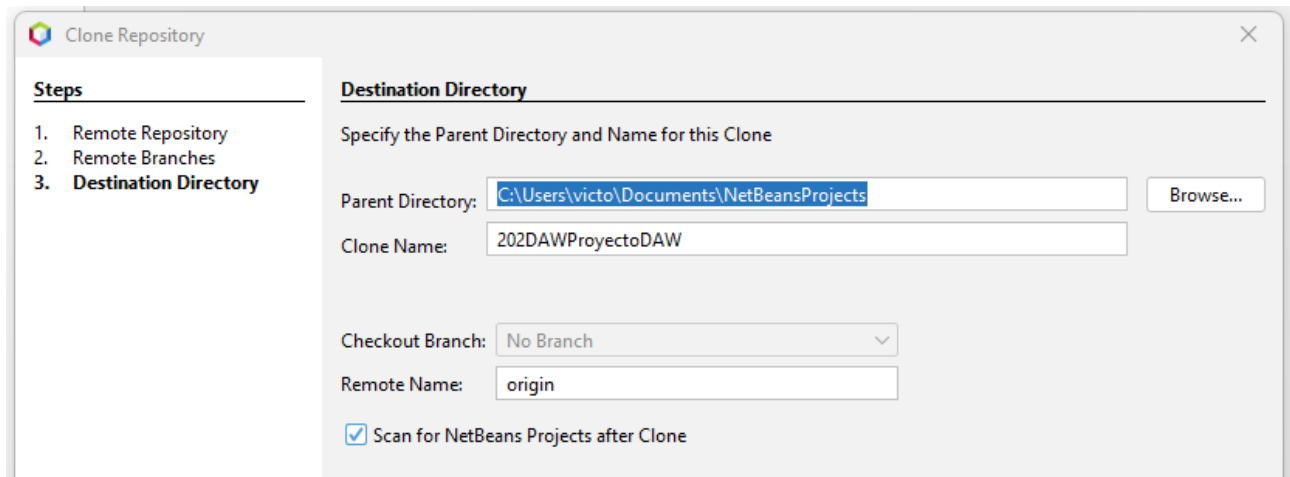 Clone Repository
Steps
1. Remote Repository
2. Remote Branches
3. Destination Directory
Destination Directory
Specify the Parent Directory and Name for this Clone
Parent Directory: C:\Users\victo\Documents\NetBeansProjects Browse...
Clone Name: 202DAWProyectoDAW
Checkout Branch: No Branch
Remote Name: origin
Scan for NetBeans Projects after Clone